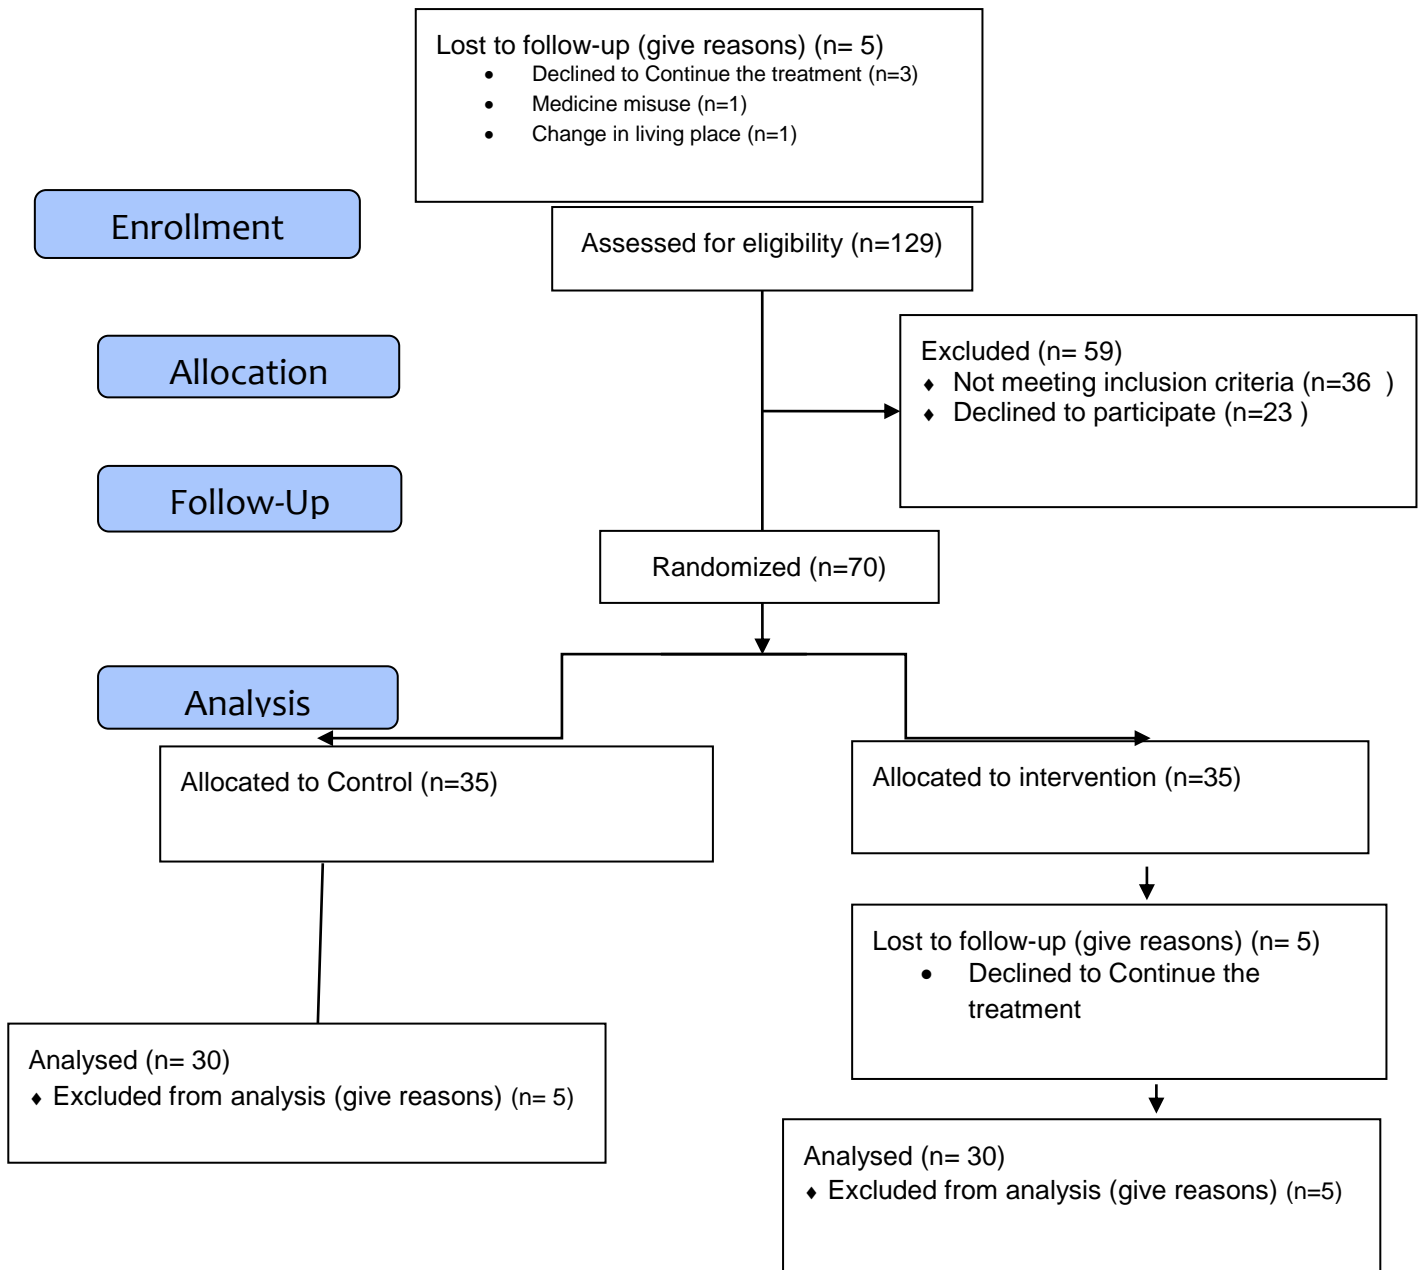 Lost to follow-up (give reasons) (n= 5)
• Declined to Continue the treatment (n=3)
• Medicine misuse (n=1)
• Change in living place (n=1)
Enrollment
Assessed for eligibility (n=129)
Allocation
Excluded (n= 59)
♦ Not meeting inclusion criteria (n=36 )
♦ Declined to participate (n=23 )
Follow-Up
Randomized (n=70)
Analysis
Allocated to Control (n=35)
Allocated to intervention (n=35)
Lost to follow-up (give reasons) (n= 5)
• Declined to Continue the
treatment
Analysed (n= 30)
♦ Excluded from analysis (give reasons) (n= 5)
Analysed (n= 30)
♦ Excluded from analysis (give reasons) (n=5)